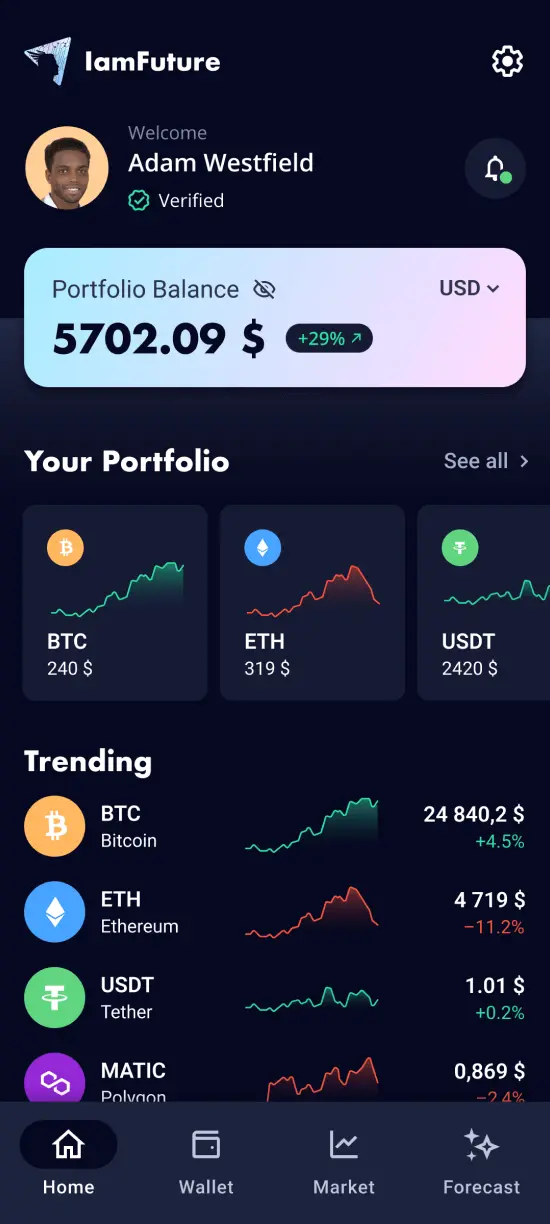 IamFuture
Welcome
Adam Westfield
Verified
Portfolio Balance
USD
5702.09 $
+29%
Your Portfolio
See all
BTC
240 $
ETH
319 $
USDT
2420 $
Trending
BTC
24 840,2 $
Bitcoin
+4.5%
ETH
4 719 $
Ethereum
−11.2%
USDT
1.01 $
Tether
+0.2%
MATIC
0,869 $
Polygon
−2.4%
Home
Wallet
Market
Forecast